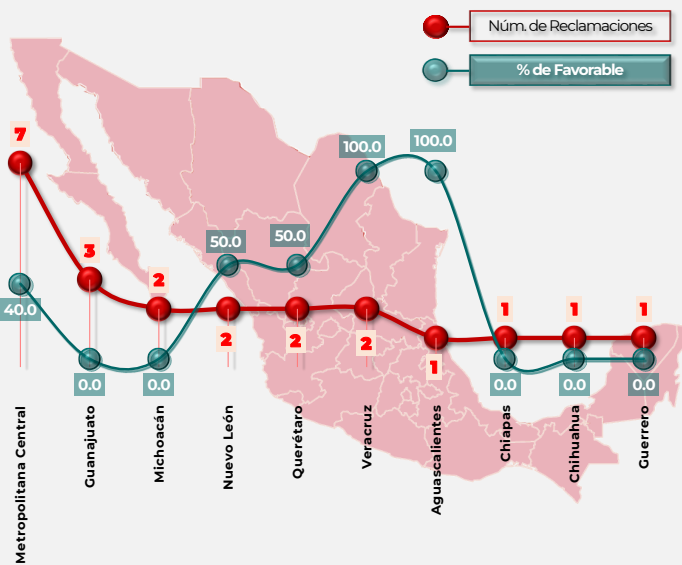 Núm. de Reclamaciones
% de Favorable
7
3
2
2
2
2
1
1
1
1
40.0
0.0
0.0
50.0
50.0
100.0
100.0
0.0
0.0
0.0
Metropolitana Central
Guanajuato
Michoacán
Nuevo León
Querétaro
Veracruz
Aguascalientes
Chiapas
Chihuahua
Guerrero